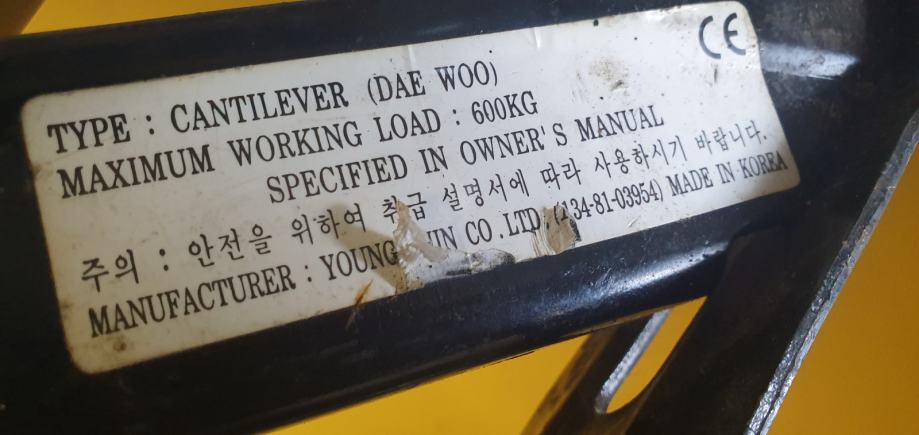 CE
TYPE : CANTILEVER (DAE WOO)
MAXIMUM WORKING LOAD : 600KG
SPECIFIED IN OWNER'S MANUAL
주의 : 안전을 위하여 취급 설명서에 따라 사용하시기 바랍니다.
MANUFACTURER : YOUNG CO.LTD.(134-81-03954) MADE IN KOREA